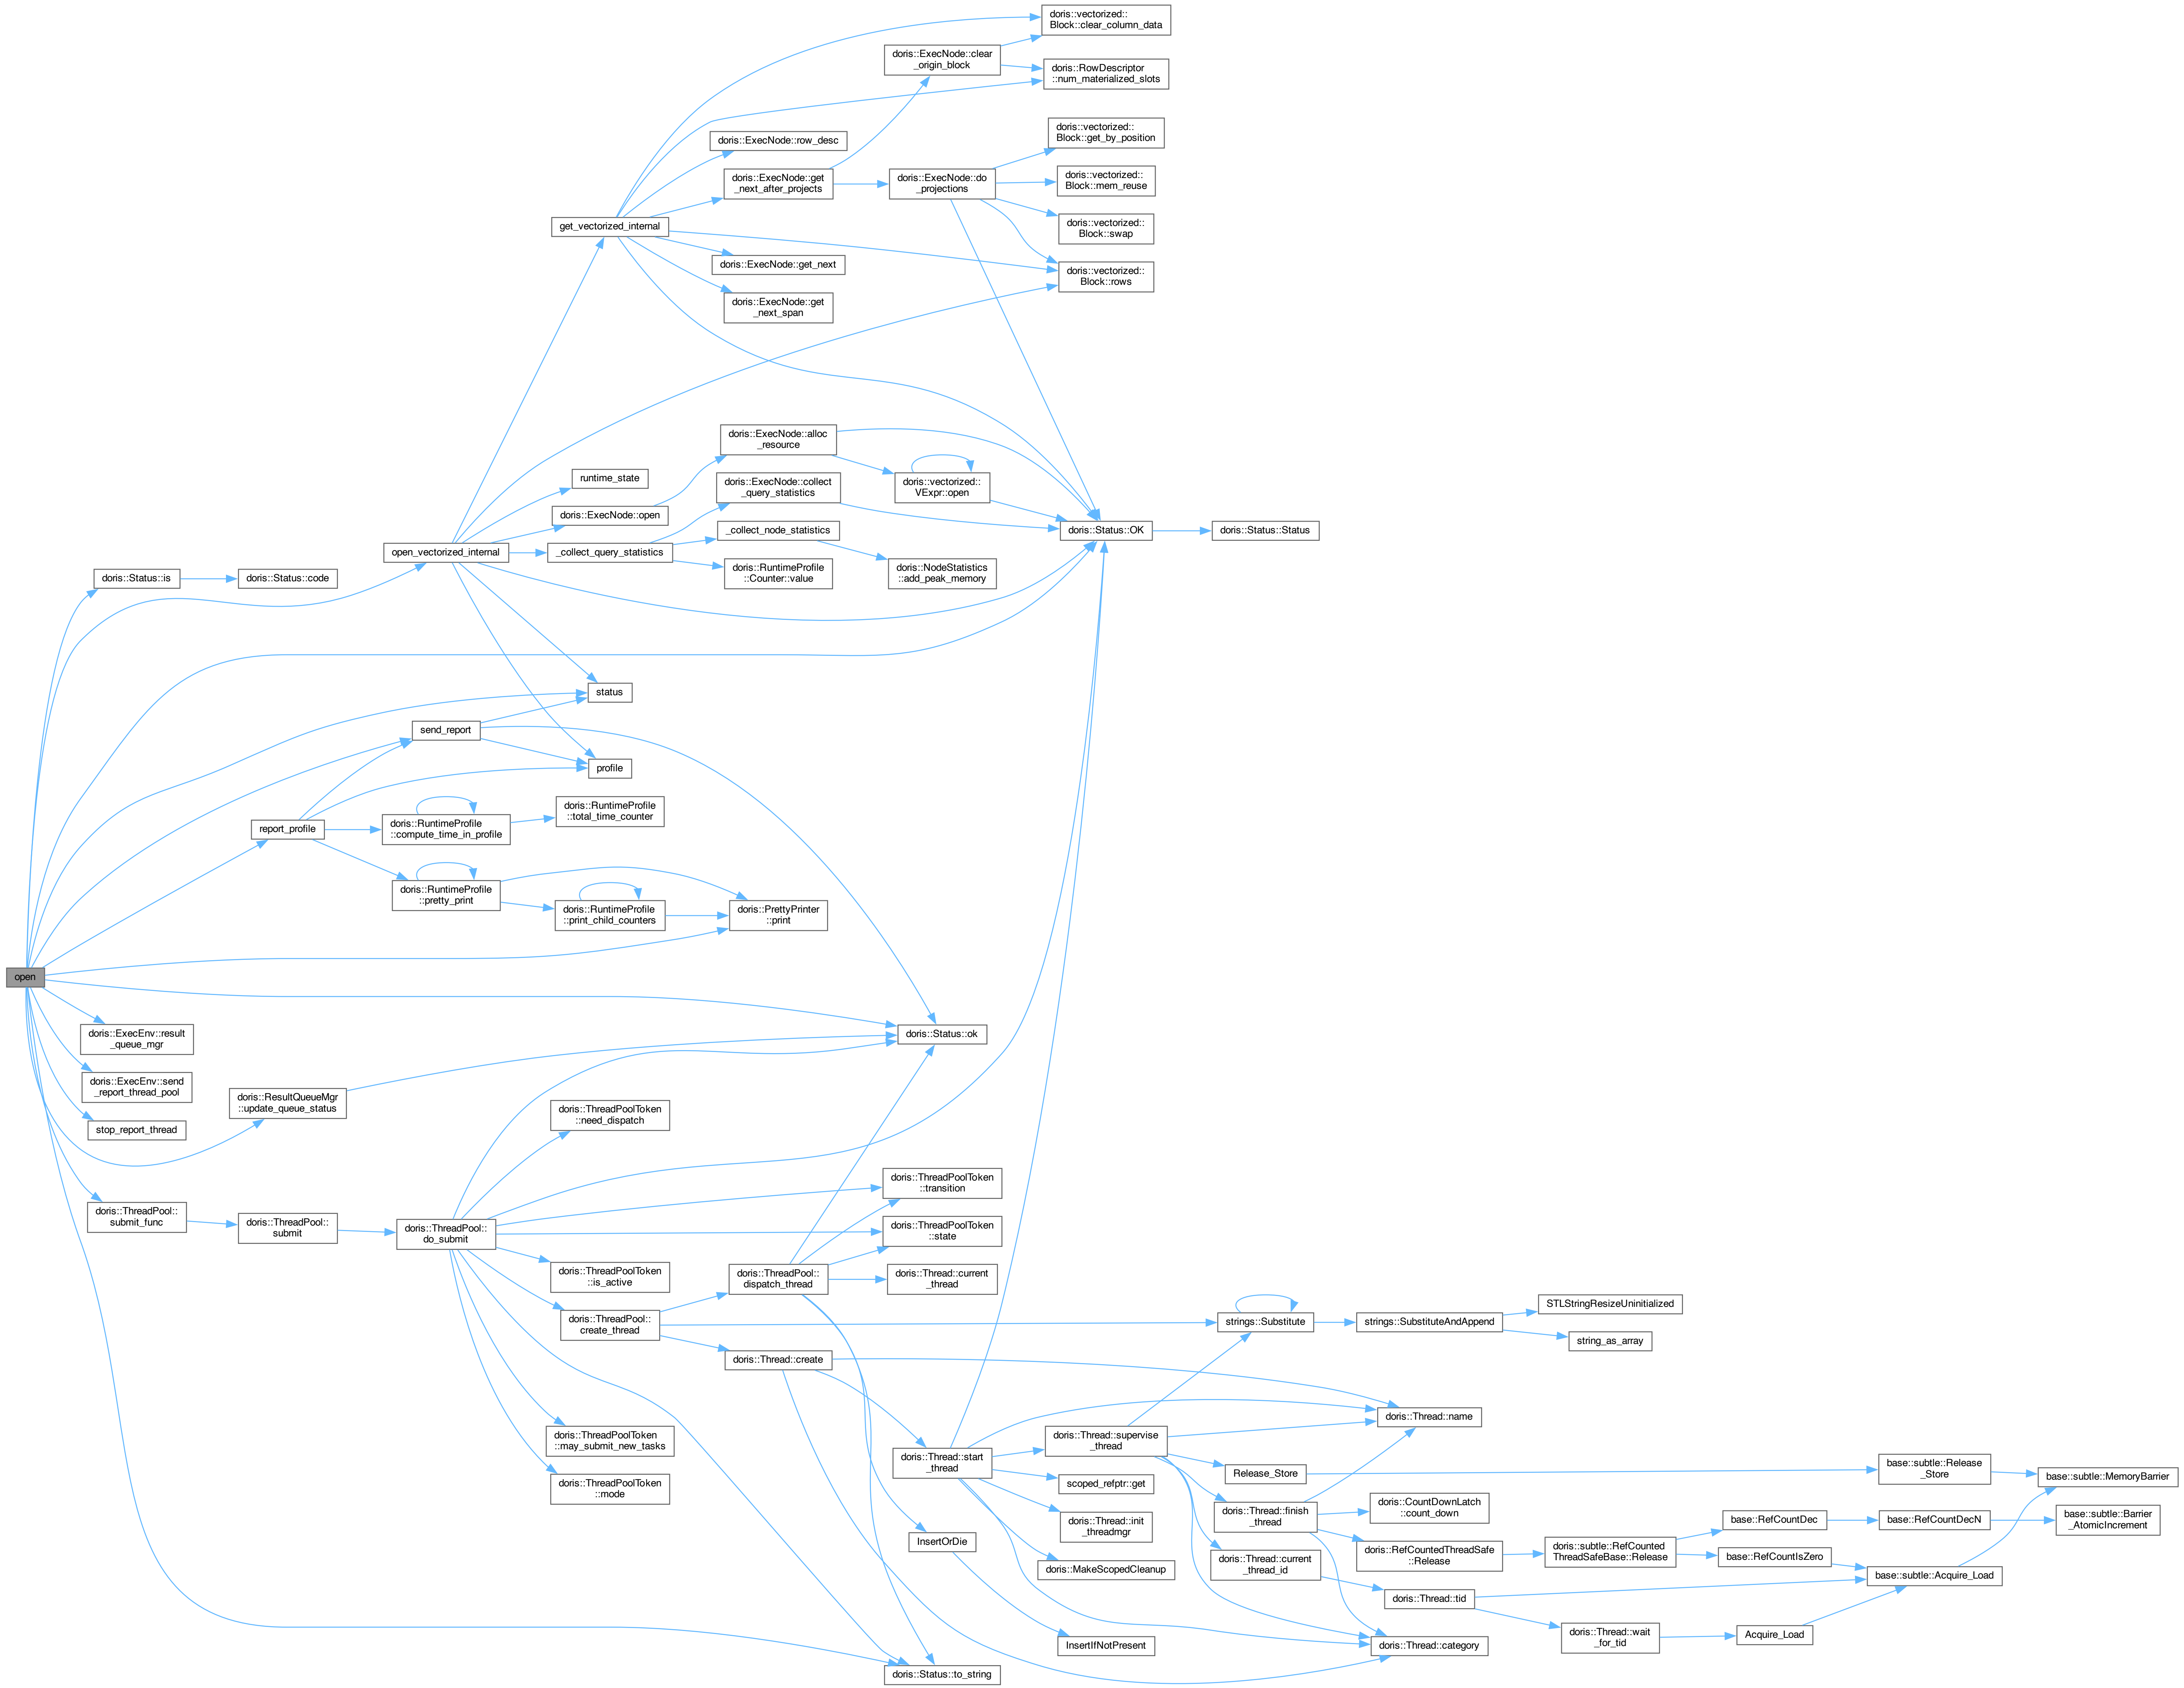 doris::vectorized::
Block::clear_column_data
doris::ExecNode::clear
_origin_block
doris::RowDescriptor
::num_materialized_slots
doris::vectorized::
Block::get_by_position
doris::ExecNode::row_desc
doris::ExecNode::get
_next_after_projects
doris::ExecNode::do
_projections
doris::vectorized::
Block::mem_reuse
get_vectorized_internal
doris::vectorized::
Block::swap
doris::ExecNode::get_next
doris::vectorized::
Block::rows
doris::ExecNode::get
_next_span
doris::ExecNode::alloc
_resource
runtime_state
doris::ExecNode::collect
_query_statistics
doris::vectorized::
VExpr::open
doris::ExecNode::open
_collect_node_statistics
doris::Status::OK
doris::Status::Status
open_vectorized_internal
_collect_query_statistics
doris::RuntimeProfile
::Counter::value
doris::NodeStatistics
::add_peak_memory
doris::Status::is
doris::Status::code
status
send_report
profile
report_profile
doris::RuntimeProfile
::compute_time_in_profile
doris::RuntimeProfile
::total_time_counter
doris::RuntimeProfile
::pretty_print
doris::RuntimeProfile
::print_child_counters
doris::PrettyPrinter
::print
open
doris::ExecEnv::result
_queue_mgr
doris::Status::ok
doris::ExecEnv::send
_report_thread_pool
doris::ResultQueueMgr
::update_queue_status
stop_report_thread
doris::ThreadPoolToken
::need_dispatch
doris::ThreadPoolToken
::transition
doris::ThreadPool::
submit_func
doris::ThreadPool::
submit
doris::ThreadPool::
do_submit
doris::ThreadPoolToken
::state
doris::ThreadPoolToken
::is_active
doris::ThreadPool::
dispatch_thread
doris::Thread::current
_thread
doris::ThreadPool::
create_thread
strings::Substitute
strings::SubstituteAndAppend
STLStringResizeUninitialized
string_as_array
doris::Thread::create
doris::Thread::name
doris::ThreadPoolToken
::may_submit_new_tasks
doris::Thread::start
_thread
doris::Thread::supervise
_thread
doris::ThreadPoolToken
::mode
scoped_refptr::get
Release_Store
base::subtle::Release
_Store
base::subtle::MemoryBarrier
doris::Thread::init
_threadmgr
doris::Thread::finish
_thread
doris::CountDownLatch
::count_down
base::RefCountDec
base::RefCountDecN
base::subtle::Barrier
_AtomicIncrement
InsertOrDie
doris::MakeScopedCleanup
doris::Thread::current
_thread_id
doris::RefCountedThreadSafe
::Release
doris::subtle::RefCounted
ThreadSafeBase::Release
base::RefCountIsZero
base::subtle::Acquire_Load
doris::Thread::tid
doris::Thread::wait
_for_tid
Acquire_Load
InsertIfNotPresent
doris::Thread::category
doris::Status::to_string